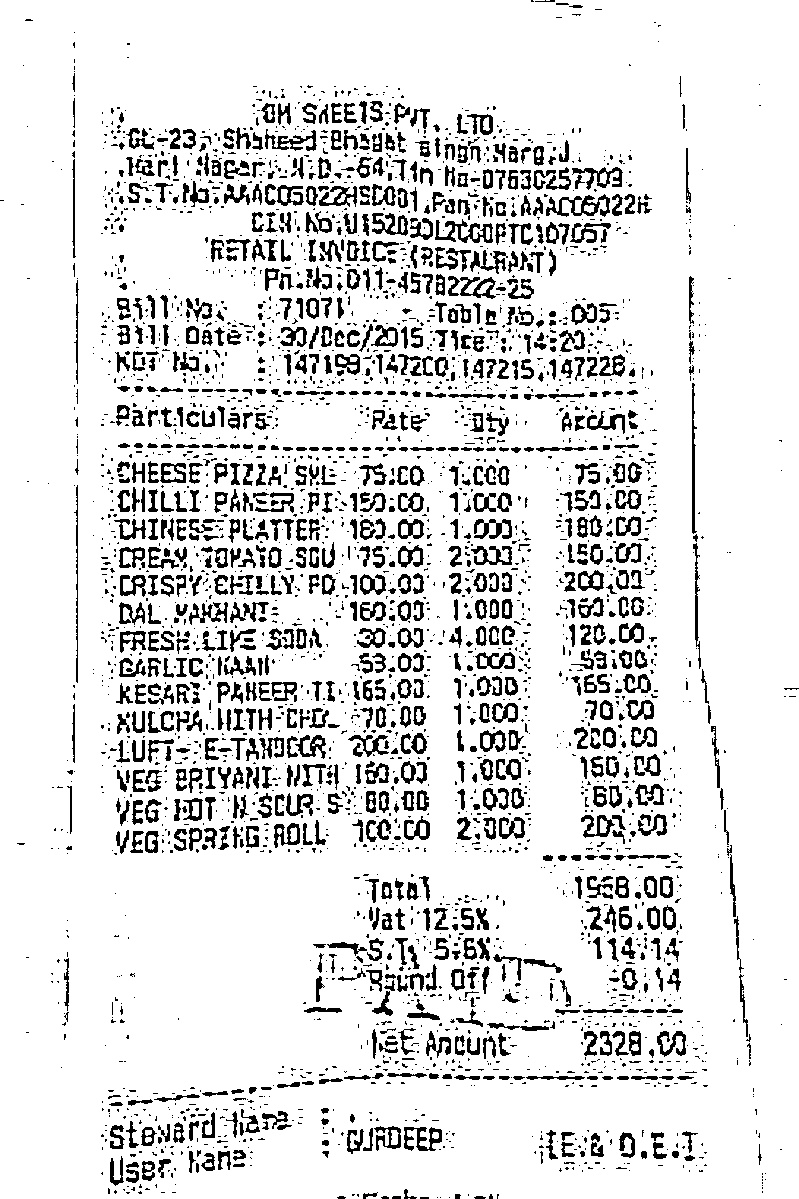 OM SWEETS PVT. LTD
GL-23, Shaheed Bhagat Singh Marg, J
Hari Nagar, N.D.-64, Tin No-07630257709
S.T.No.AAACO5022HSD001,Pan No.AAACO5022H
CIN.No.
RETAIL INVOICE (RESTAURANT)
Ph.No.011-45782222-25
Bill No. : 71071 - Table No.: 005
Bill Date : 30/Dec/2015 Time : 14:20
KOT No. : 147198,147200,147215,147228,
Particulars Rate Qty Amount
CHEESE PIZZA SML 75.00 1.000 75.00
CHILLI PANEER PI 150.00 1.000 150.00
CHINESE PLATTER 180.00 1.000 180.00
CREAM TOMATO SOU 75.00 2.000 150.00
CRISPY CHILLY PO 100.00 2.000 200.00
DAL MAKHANI 160.00 1.000 160.00
FRESH LIME SODA 30.00 4.000 120.00
GARLIC NAAN 1.000
KESARI PANEER TI 165.00 1.000 165.00
KULCHA WITH CHO 70.00 1.000 70.00
LUFT-E-TANDOOR 200.00 1.000 200.00
VEG BRIYANI WITH 160.00 1.000 160.00
VEG HOT N SOUR S 80.00 1.000 80.00
VEG SPRING ROLL 100.00 2.000 200.00
Total 1968.00
Vat 12.5% 246.00
S.T. 5.8% 114.14
Round Off -0.14
Net Amount 2328.00
Steward Name : GURDEEP [E.& O.E.]
User Name :